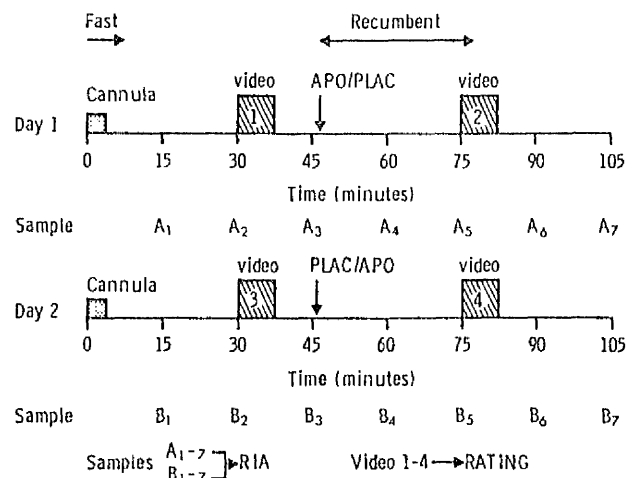 Fast Recumbent
video APO/PLAC video
Cannula
Day 1 1 2
0 15 30 45 60 75 90 105
Time (minutes)
Sample A₁ A₂ A₃ A₄ A₅ A₆ A₇
video PLAC/APO video
Cannula
Day 2 3 4
0 15 30 45 60 75 90 105
Time (minutes)
Sample B₁ B₂ B₃ B₄ B₅ B₆ B₇
Samples A₁₋₇ RIA Video 1-4 RATING
B₁₋₇